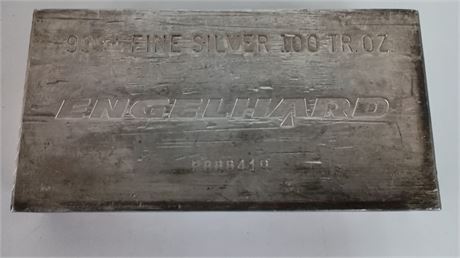 FINE SILVER 100 TR. OZ.
ENGELHARD